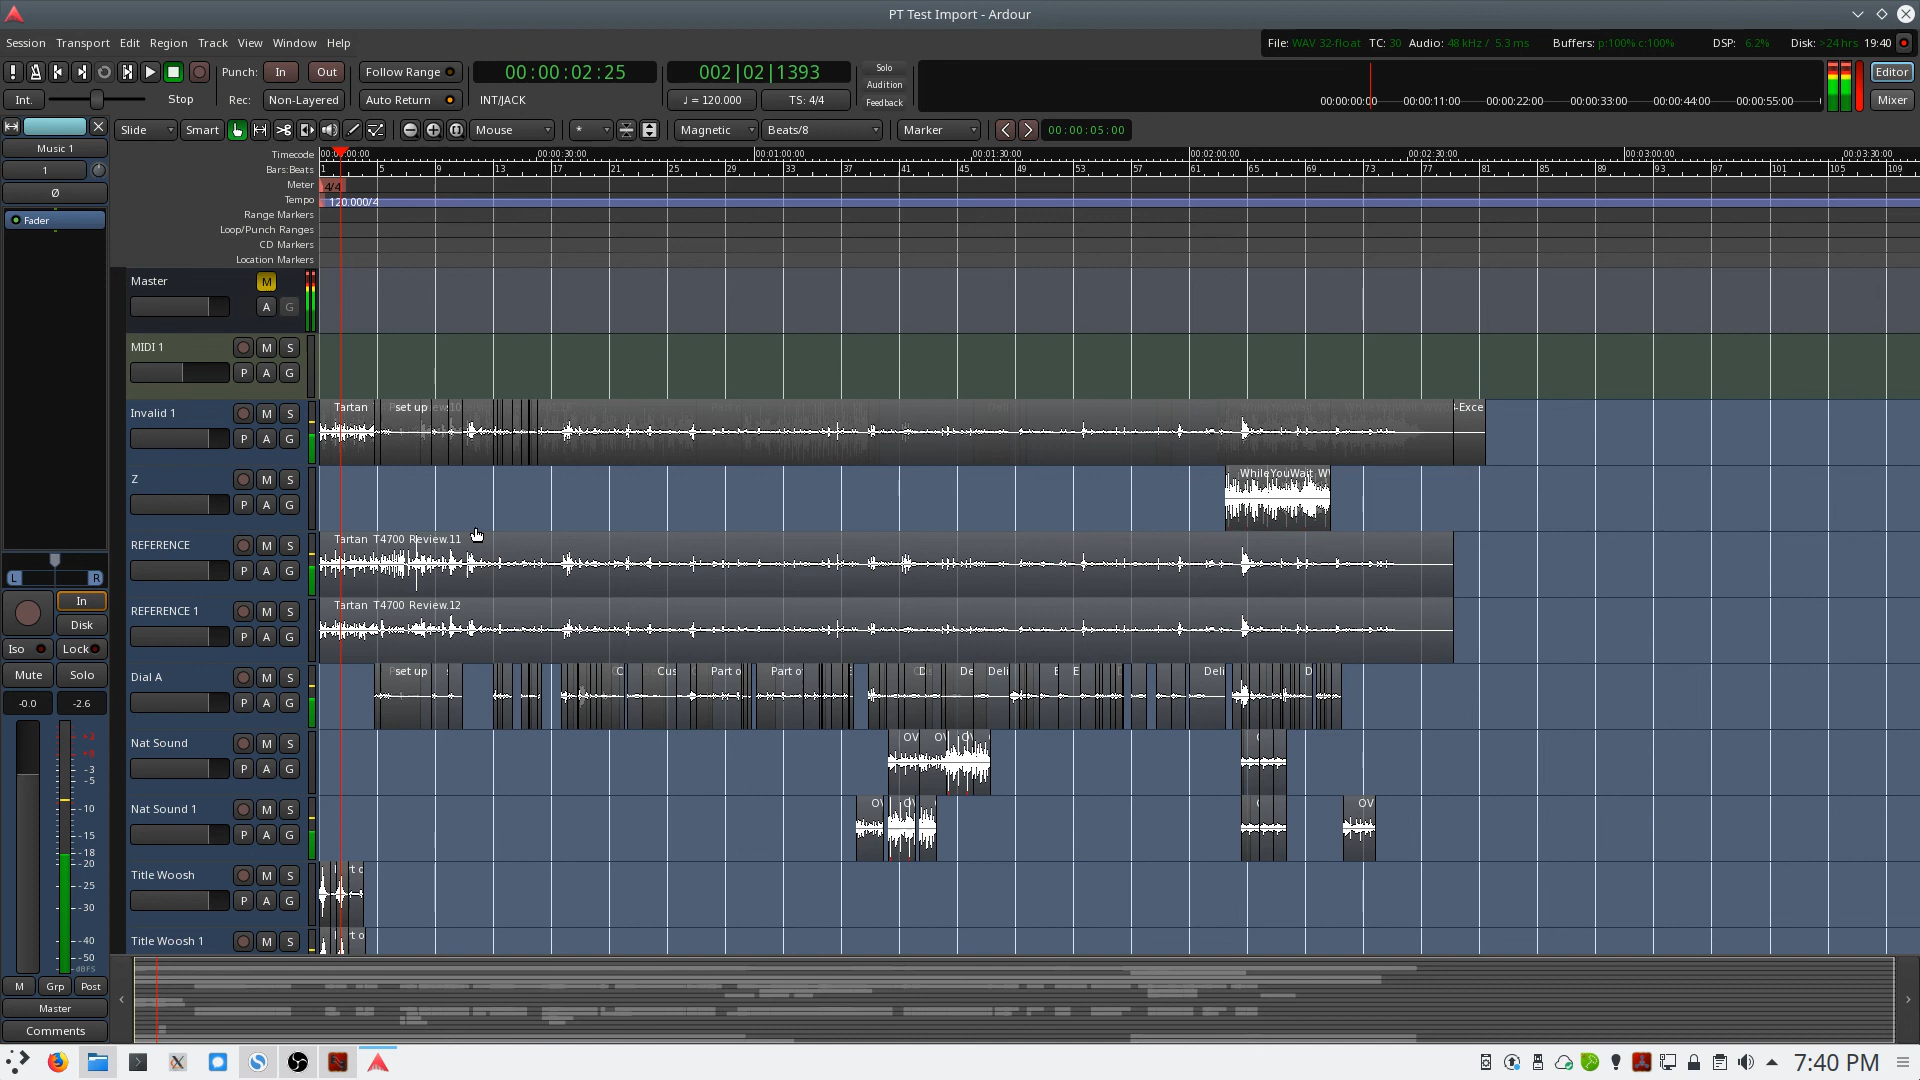 PT Test Import - Ardour
Session Transport Edit Region Track View Window Help
File: WAV 32-float TC: 30 Audio: 48 kHz / 5.3 ms Buffers: p:100% c:100% DSP: 6.2% Disk: >24 hrs 19:40
Punch: In Out Follow Range 00:00:02:25 002|02|1393 Solo Editor
Audition
Int. Stop Rec: Non-Layered Auto Return INT/JACK ♩ = 120.000 TS: 4/4 Feedback 00:00:00:00 00:00:11:00 00:00:22:00 00:00:33:00 00:00:44:00 00:00:55:00 Mixer
Slide Smart Mouse * Magnetic Beats/8 Marker 00:00:05:00
Music 1
1
Ø
Fader
Timecode 00:00:30:00 00:01:00:00 00:01:30:00 00:02:00:00 00:02:30:00 00:03:00:00 00:03:30:00
Bars:Beats 1 5 9 13 17 21 25 29 33 37 41 45 49 53 57 61 65 69 73 77 81 85 89 93 97 101 105 109
Meter 4/4
Tempo 120.000/4
Range Markers
Loop/Punch Ranges
CD Markers
Location Markers
Master M
A G
MIDI 1 M S
P A G
Invalid 1 M S Tartan set up -Exce
P A G
Z M S WhileYouWait W
P A G
REFERENCE M S Tartan T4700 Review.11
P A G
REFERENCE 1 M S Tartan T4700 Review.12
P A G
Dial A M S set up C Cus Part o Part o De Deli E E Deli D
P A G
Nat Sound M S OV
P A G
Nat Sound 1 M S OV OV
P A G
Title Woosh M S
P A G
Title Woosh 1 M S
L R
In
Disk
Iso Lock
Mute Solo
-0.0 -2.6
-3
-5
-10
-15
-18
-20
-25
-30
-40
-50
dBFS
M Grp Post
Master
Comments
7:40 PM